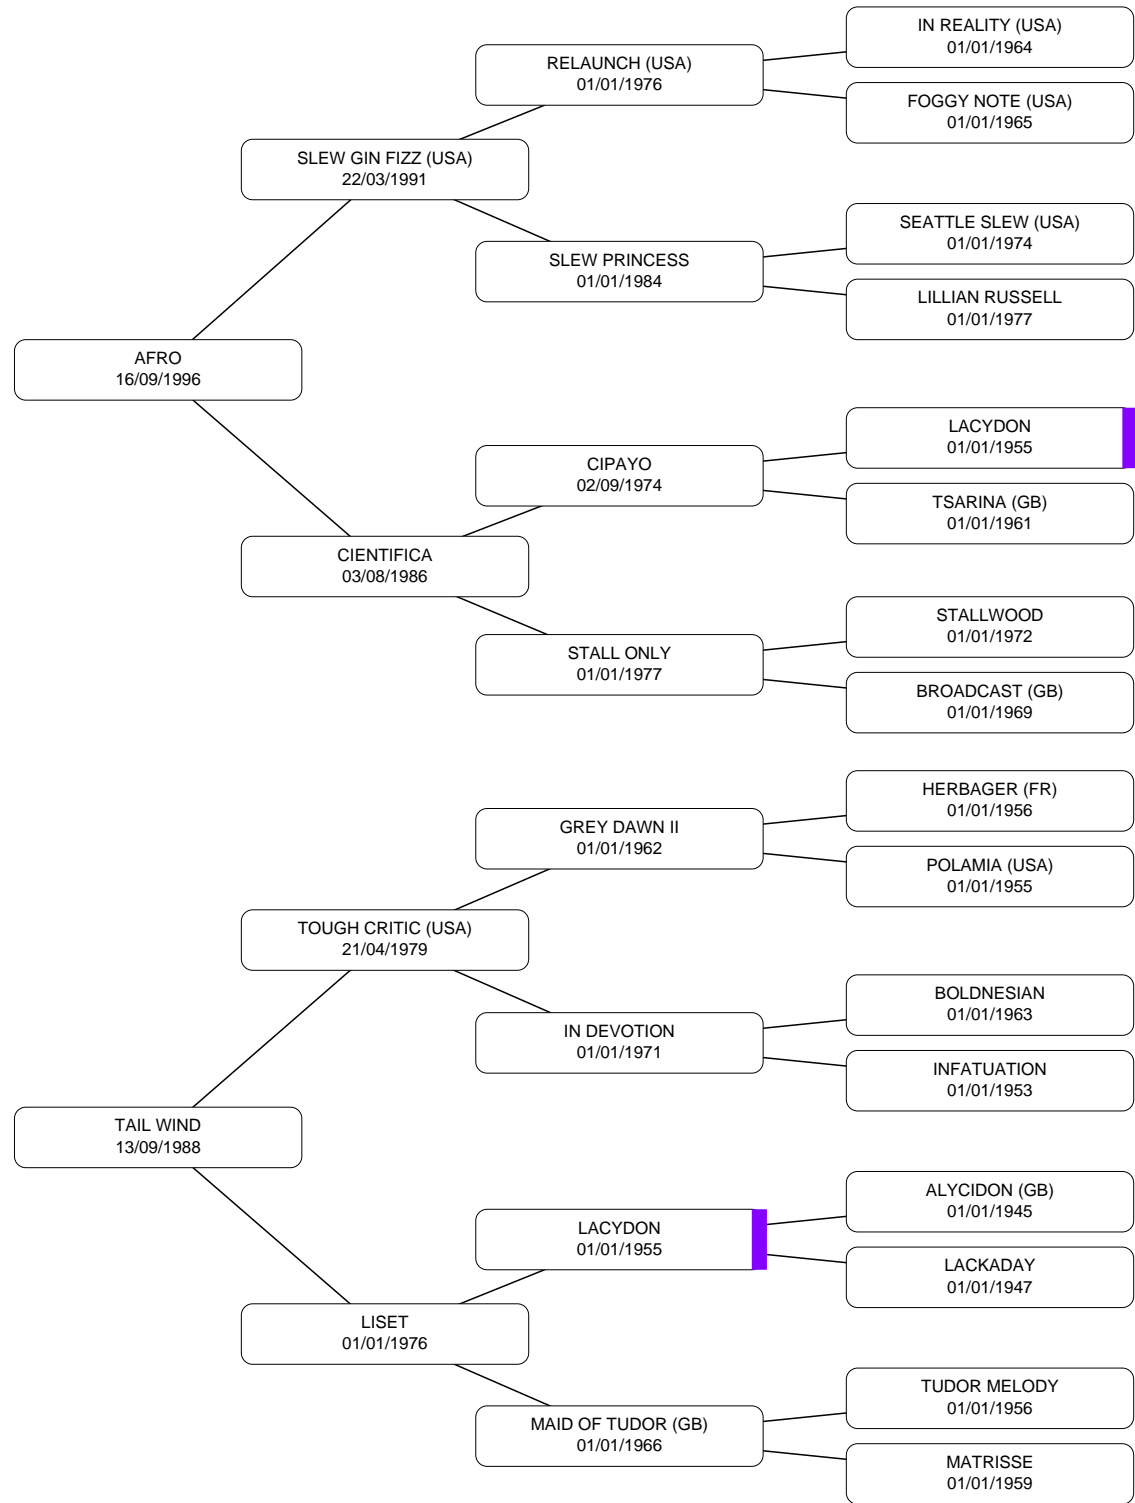 IN REALITY (USA)
01/01/1964
RELAUNCH (USA)
01/01/1976
FOGGY NOTE (USA)
01/01/1965
SLEW GIN FIZZ (USA)
22/03/1991
SEATTLE SLEW (USA)
01/01/1974
SLEW PRINCESS
01/01/1984
LILLIAN RUSSELL
01/01/1977
AFRO
16/09/1996
LACYDON
01/01/1955
CIPAYO
02/09/1974
TSARINA (GB)
01/01/1961
CIENTIFICA
03/08/1986
STALLWOOD
01/01/1972
STALL ONLY
01/01/1977
BROADCAST (GB)
01/01/1969
HERBAGER (FR)
01/01/1956
GREY DAWN II
01/01/1962
POLAMIA (USA)
01/01/1955
TOUGH CRITIC (USA)
21/04/1979
BOLDNESIAN
01/01/1963
IN DEVOTION
01/01/1971
INFATUATION
01/01/1953
TAIL WIND
13/09/1988
ALYCIDON (GB)
01/01/1945
LACYDON
01/01/1955
LACKADAY
01/01/1947
LISET
01/01/1976
TUDOR MELODY
01/01/1956
MAID OF TUDOR (GB)
01/01/1966
MATRISSE
01/01/1959